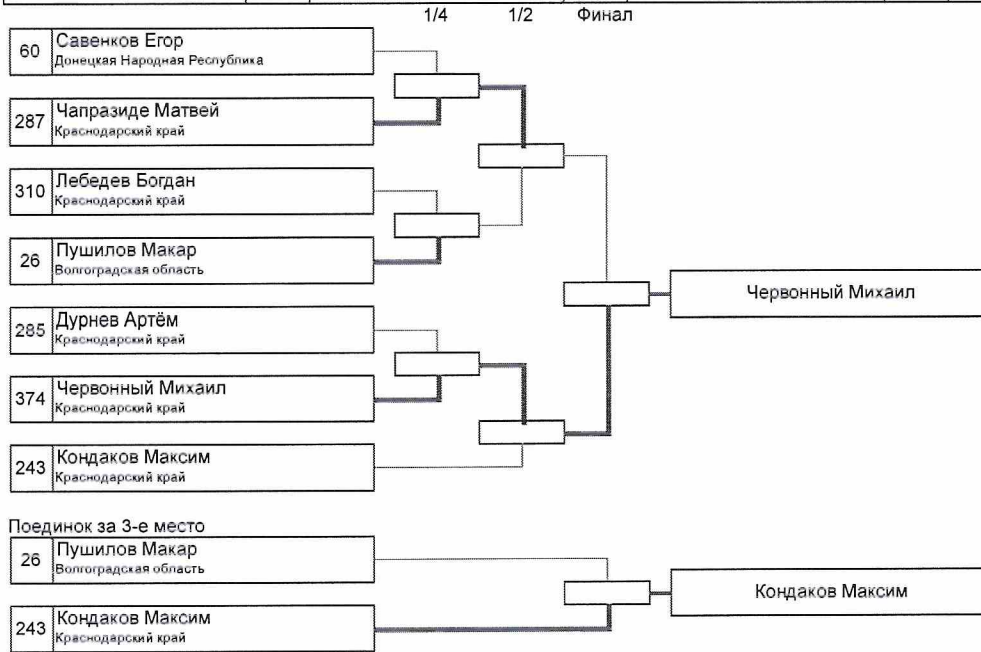 1/4 1/2 Финал
60 Савенков Егор
Донецкая Народная Республика
287 Чапразиде Матвей
Краснодарский край
310 Лебедев Богдан
Краснодарский край
26 Пушилов Макар
Волгоградская область
285 Дурнев Артём
Краснодарский край
374 Червонный Михаил
Краснодарский край
243 Кондаков Максим
Краснодарский край
Червонный Михаил
Поединок за 3-е место
26 Пушилов Макар
Волгоградская область
243 Кондаков Максим
Краснодарский край
Кондаков Максим